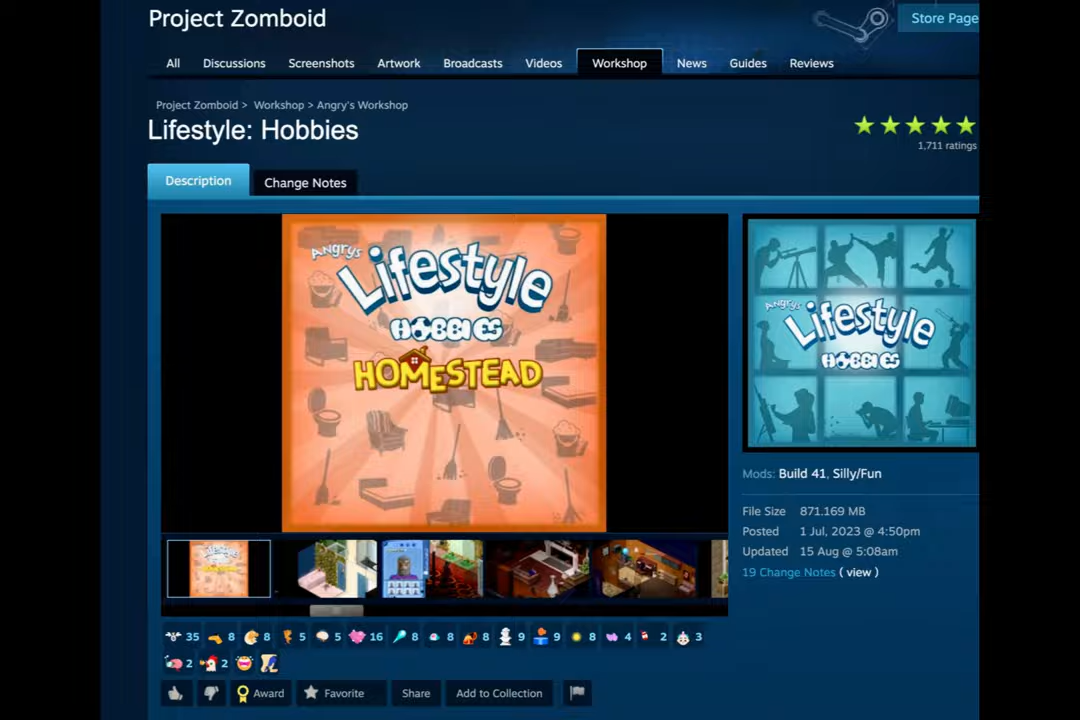 Project Zomboid
Store Page
All Discussions Screenshots Artwork Broadcasts Videos Workshop News Guides Reviews
Project Zomboid > Workshop > Angry's Workshop
Lifestyle: Hobbies
1,711 ratings
Description Change Notes
ANGRYS
Lifestyle
HOBBIES
HOMESTEAD
ANGRYS
Lifestyle
HOBBIES
Mods: Build 41, Silly/Fun
File Size 871.169 MB
Posted 1 Jul, 2023 @ 4:50pm
Updated 15 Aug @ 5:08am
19 Change Notes ( view )
35 8 8 5 5 16 8 8 8 9 9 8 4 2 3
2 2
Award Favorite Share Add to Collection